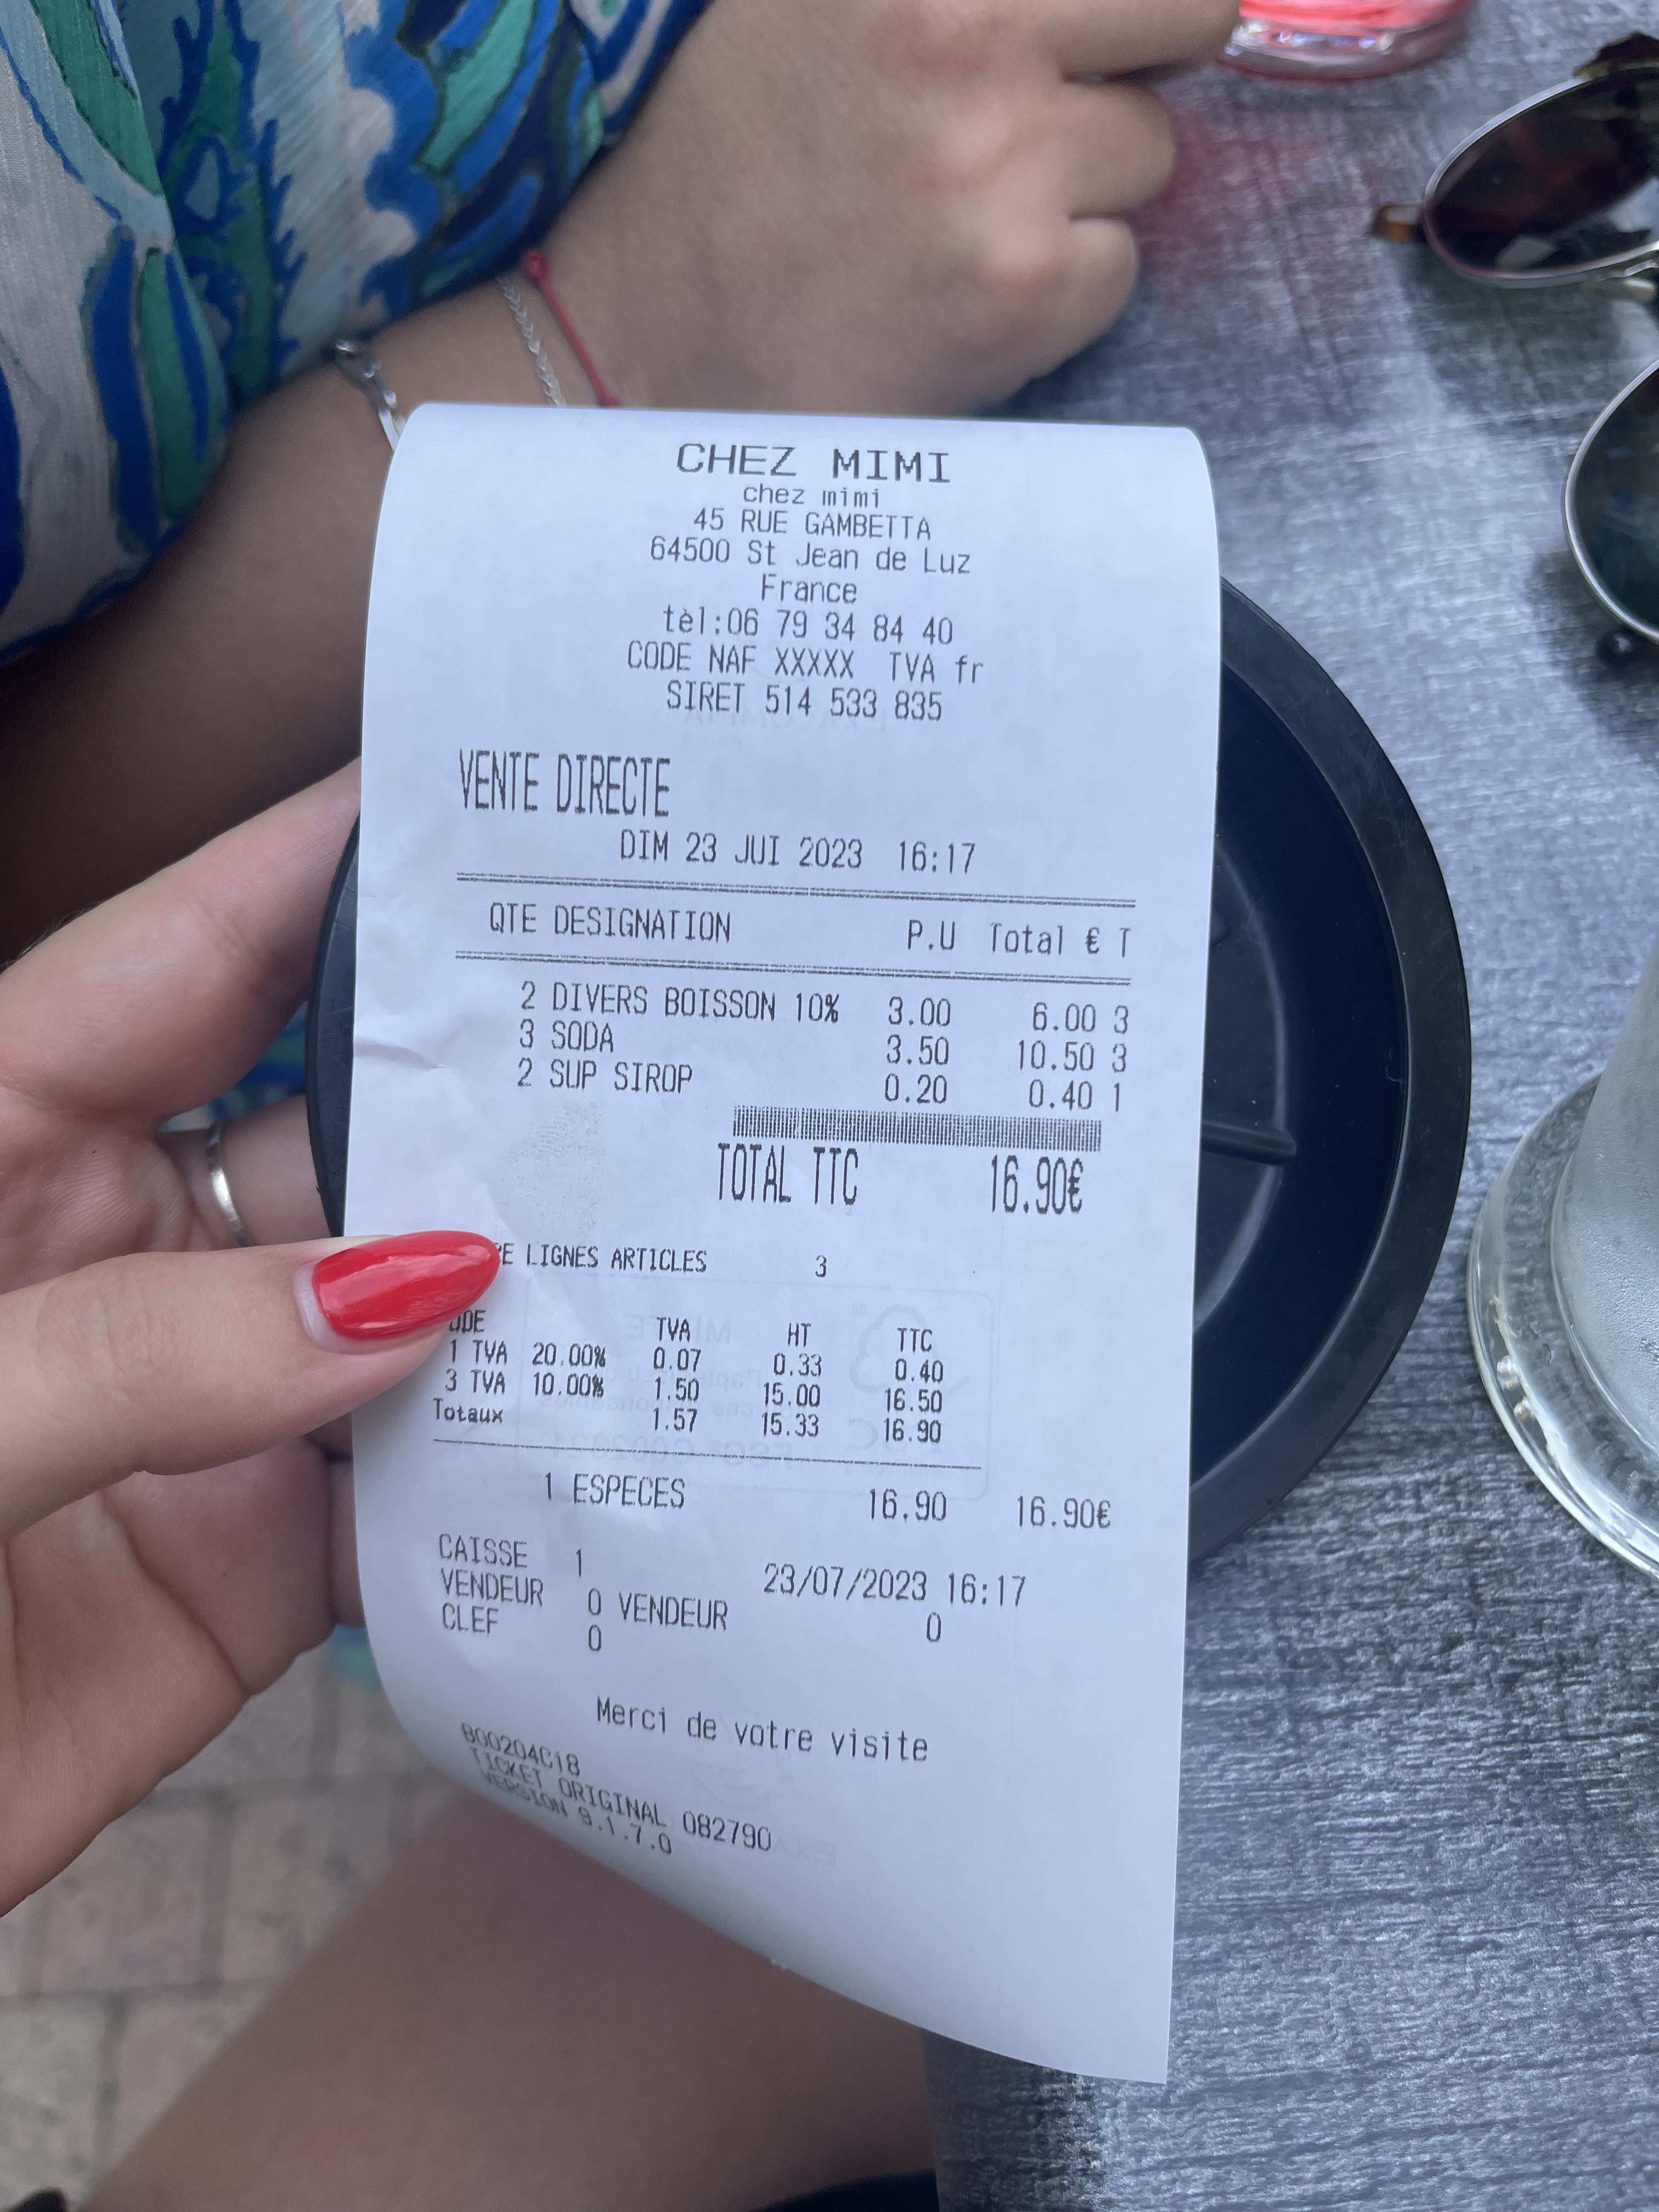 CHEZ MIMI
chez mimi
45 RUE GAMBETTA
64500 St Jean de Luz
France
tèl:06 79 34 84 40
CODE NAF XXXXX TVA fr
SIRET 514 533 835
VENTE DIRECTE
DIM 23 JUI 2023 16:17
QTE DESIGNATION P.U Total € T
2 DIVERS BOISSON 10% 3.00 6.00 3
3 SODA 3.50 10.50 3
2 SUP SIROP 0.20 0.40 1
TOTAL TTC 16.90€
LIGNES ARTICLES 3
TVA HT TTC
1 TVA 20.00% 0.07 0.33 0.40
3 TVA 10.00% 1.50 15.00 16.50
Totaux 1.57 15.33 16.90
1 ESPECES 16.90 16.90€
CAISSE 1 23/07/2023 16:17
VENDEUR 0 VENDEUR 0
CLEF 0
Merci de votre visite
B00204C18
TICKET ORIGINAL 082790
VERSION 9.1.7.0